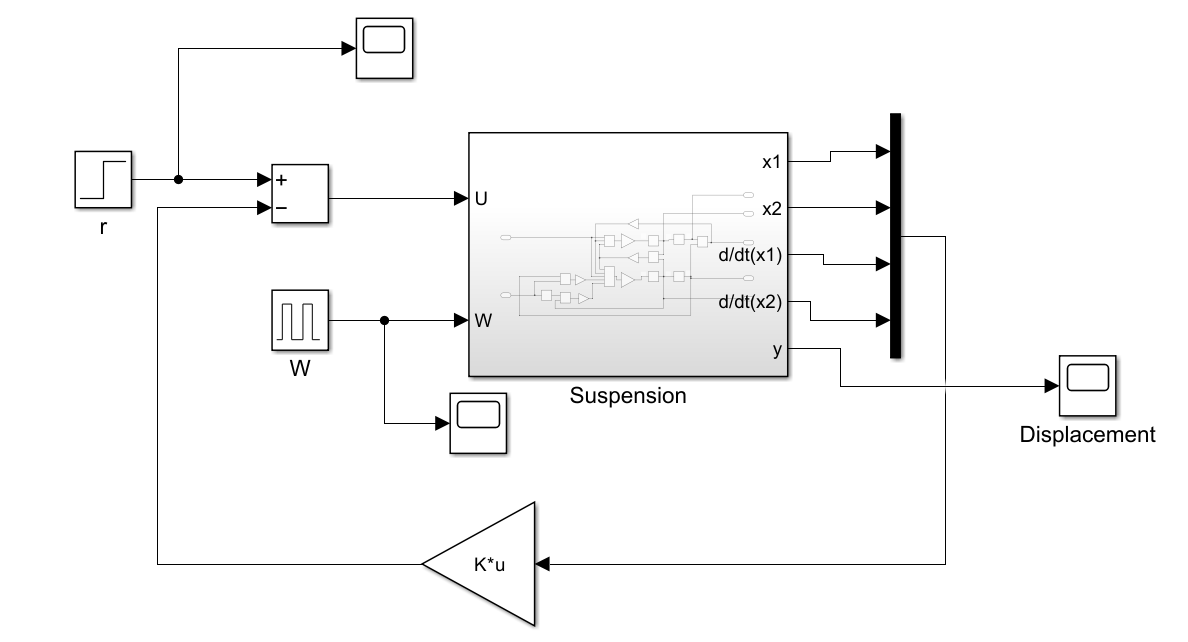 r
+
−
U
W
x1
x2
d/dt(x1)
d/dt(x2)
y
Suspension
W
Displacement
K*u